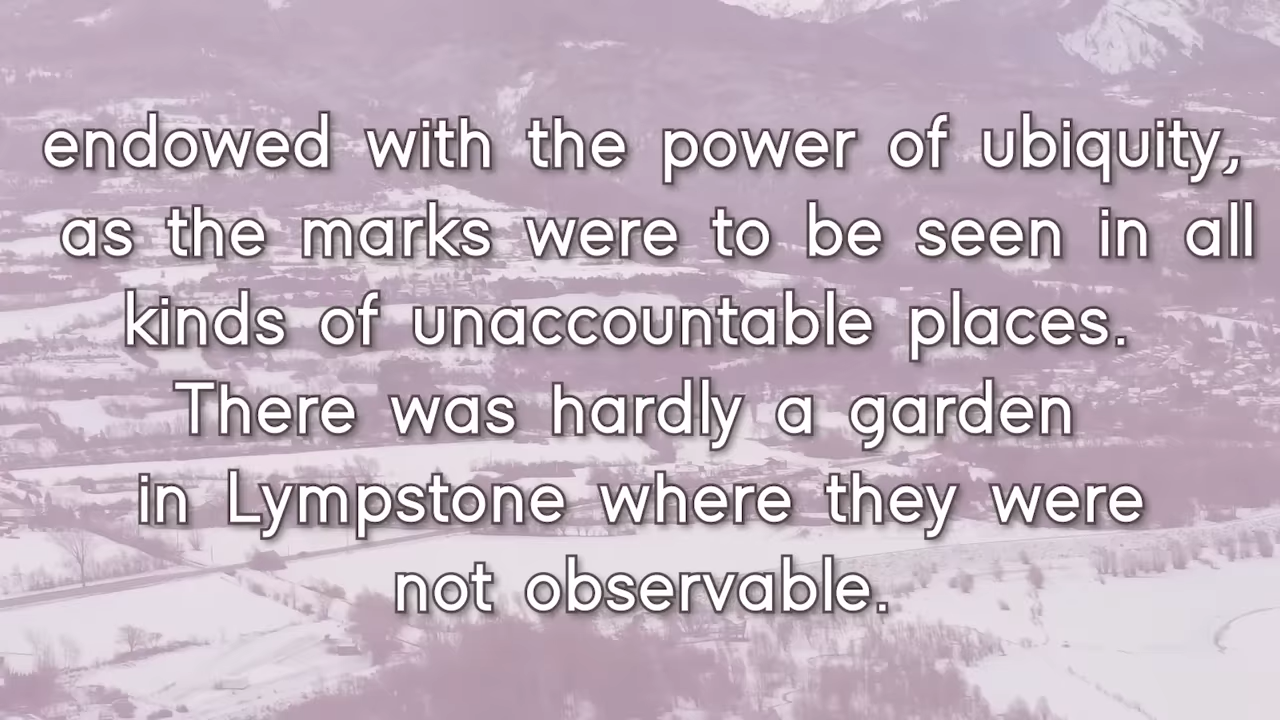 endowed with the power of ubiquity,
as the marks were to be seen in all
kinds of unaccountable places.
There was hardly a garden
in Lympstone where they were
not observable.